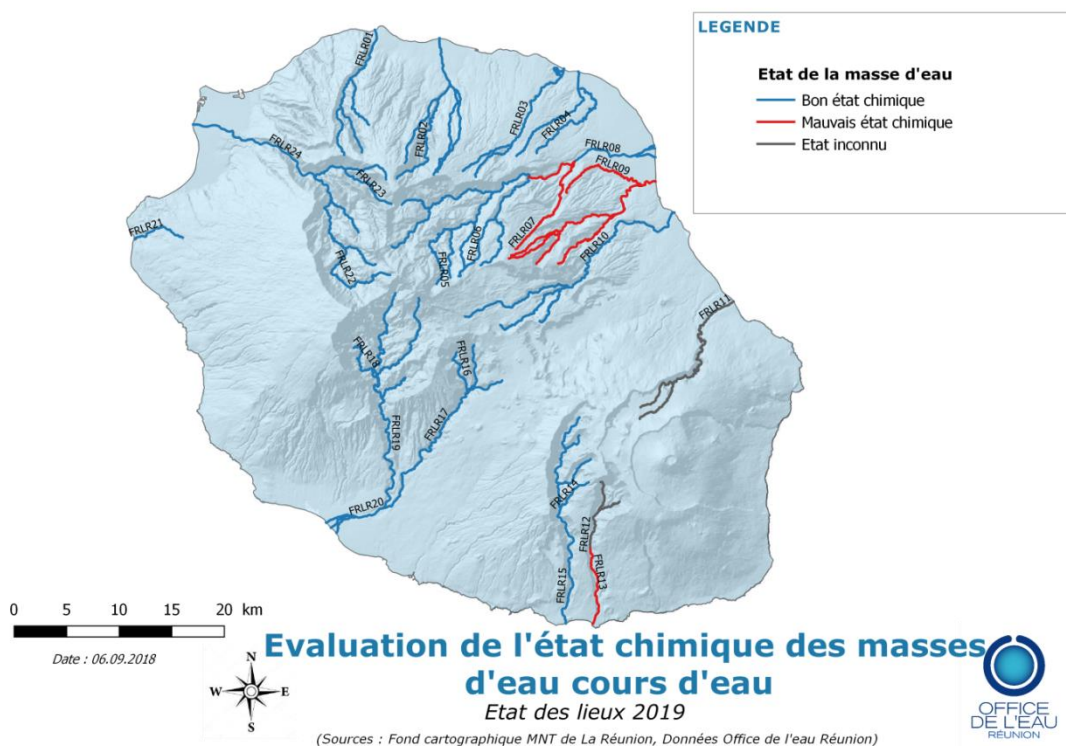 LEGENDE
Etat de la masse d'eau
Bon état chimique
Mauvais état chimique
Etat inconnu
FRLR01
FRLR02
FRLR03
FRLR04
FRLR08
FRLR09
FRLR24
FRLR23
FRLR21
FRLR22
FRLR05
FRLR06
FRLR07
FRLR10
FRLR11
FRLR18
FRLR16
FRLR17
FRLR19
FRLR20
FRLR14
FRLR12
FRLR15
FRLR13
0 5 10 15 20 km
Date : 06.09.2018
N
W E
S
Evaluation de l'état chimique des masses
d'eau cours d'eau
Etat des lieux 2019
(Sources : Fond cartographique MNT de La Réunion, Données Office de l'eau Réunion)
OFFICE
DE L'EAU
RÉUNION